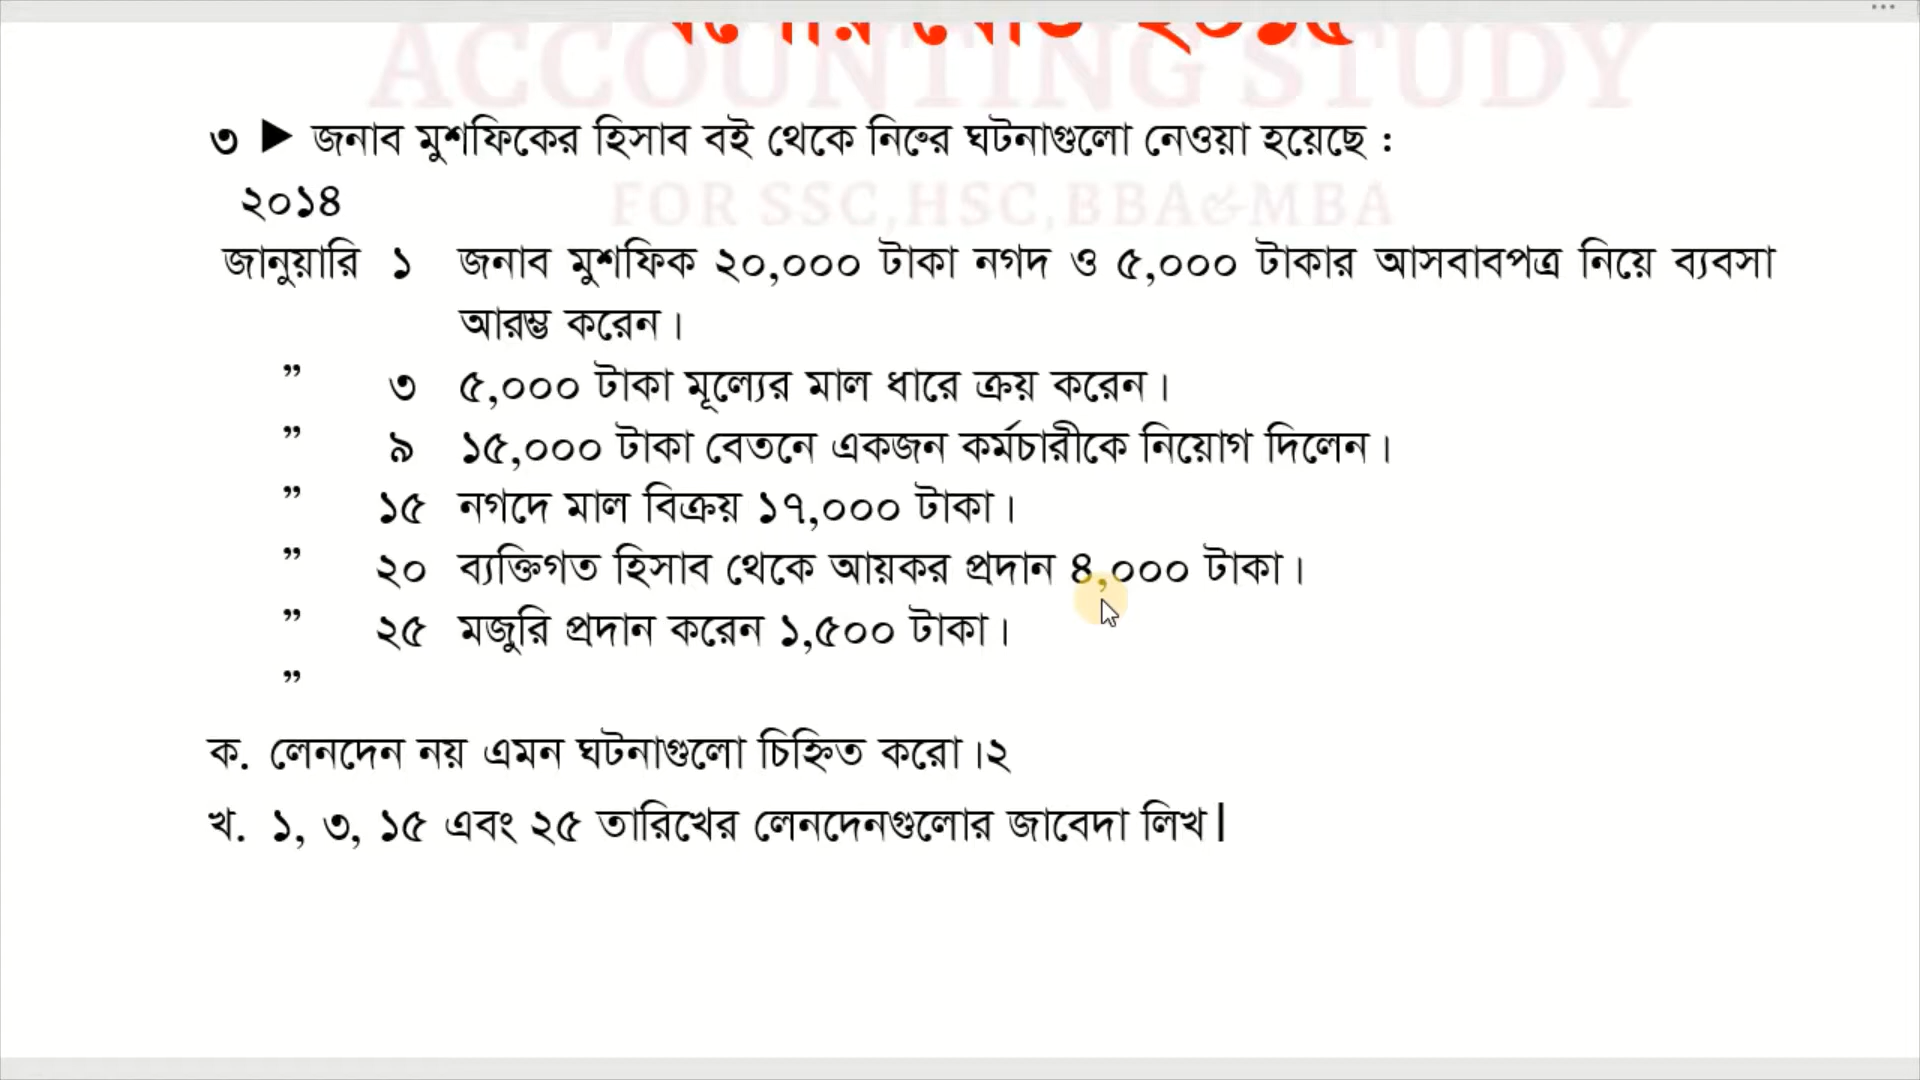 ACCOUNTING STUDY
৩ ▶ জনাব মুশফিকের হিসাব বই থেকে নিম্নের ঘটনাগুলো নেওয়া হয়েছে :
FOR SSC,HSC,BBA&MBA
২০১৪
জানুয়ারি ১ জনাব মুশফিক ২০,০০০ টাকা নগদ ও ৫,০০০ টাকার আসবাবপত্র নিয়ে ব্যবসা
আরম্ভ করেন।
” ৩ ৫,০০০ টাকা মূল্যের মাল ধারে ক্রয় করেন।
” ৯ ১৫,০০০ টাকা বেতনে একজন কর্মচারীকে নিয়োগ দিলেন।
” ১৫ নগদে মাল বিক্রয় ১৭,০০০ টাকা।
” ২০ ব্যক্তিগত হিসাব থেকে আয়কর প্রদান ৪,০০০ টাকা।
” ২৫ মজুরি প্রদান করেন ১,৫০০ টাকা।
”
ক. লেনদেন নয় এমন ঘটনাগুলো চিহ্নিত করো।২
খ. ১, ৩, ১৫ এবং ২৫ তারিখের লেনদেনগুলোর জাবেদা লিখ|